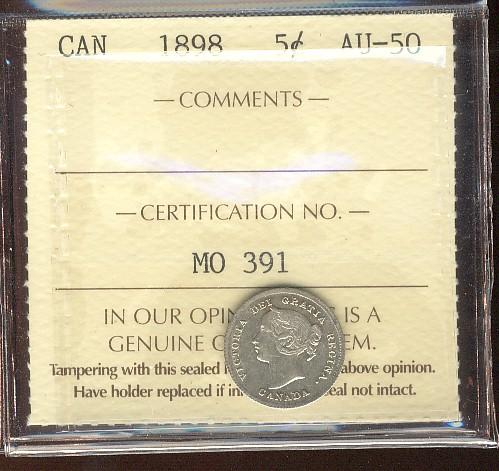 CAN 1898 5¢ AU-50
— COMMENTS —
— CERTIFICATION NO. —
MO 391
IN OUR OPIN IS A
GENUINE C EM.
Tampering with this sealed above opinion.
Have holder replaced if in eal not intact.
VICTORIA DEI GRATIA REGINA.
CANADA